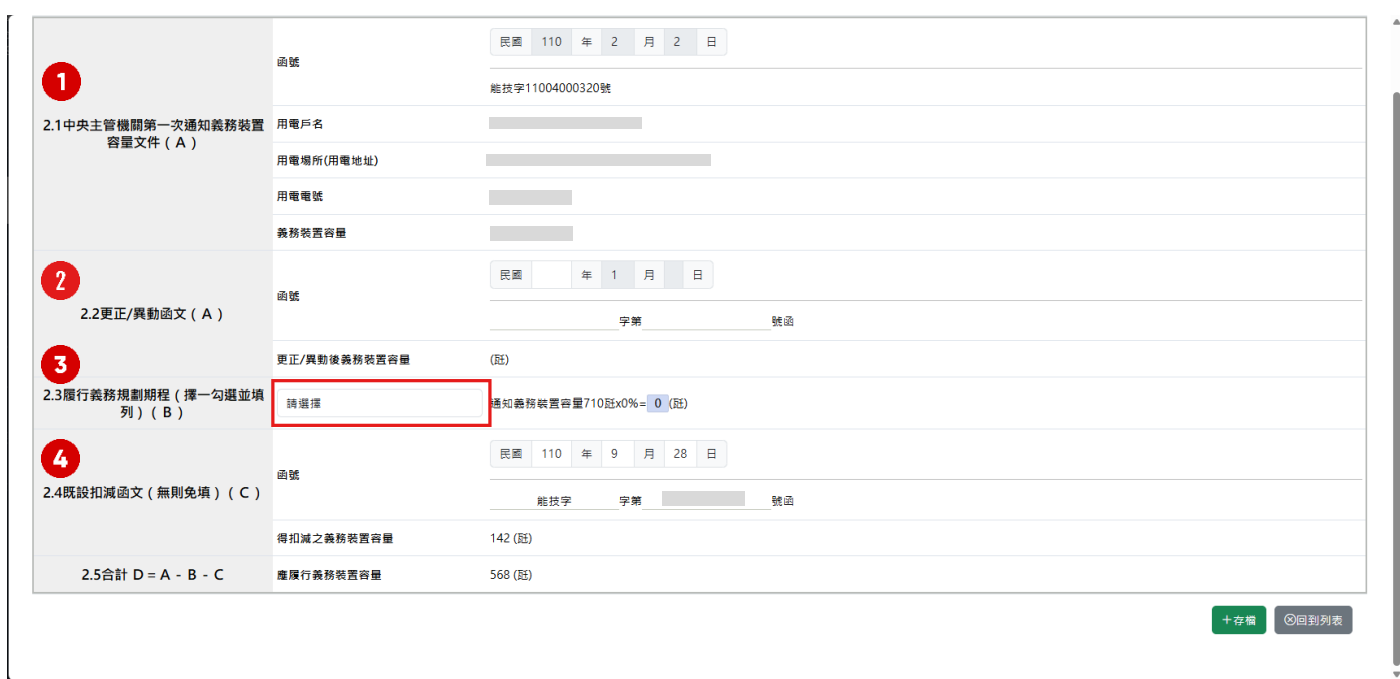 民國 110 年 2 月 2 日
函號
能技字11004000320號
1
2.1中央主管機關第一次通知義務裝置容量文件（A）
用電戶名
用電場所(用電地址)
用電電號
義務裝置容量
2
民國 年 1 月 日
函號
2.2更正/異動函文（A）
字第 號函
3
更正/異動後義務裝置容量 (瓩)
2.3履行義務規劃期程（擇一勾選並填列）（B）
請選擇 通知義務裝置容量710瓩x0%= 0 (瓩)
4
民國 110 年 9 月 28 日
函號
2.4既設扣減函文（無則免填）（C）
能技字 字第 號函
得扣減之義務裝置容量 142 (瓩)
2.5合計 D = A - B - C 應履行義務裝置容量 568 (瓩)
＋存檔 ⊗回到列表